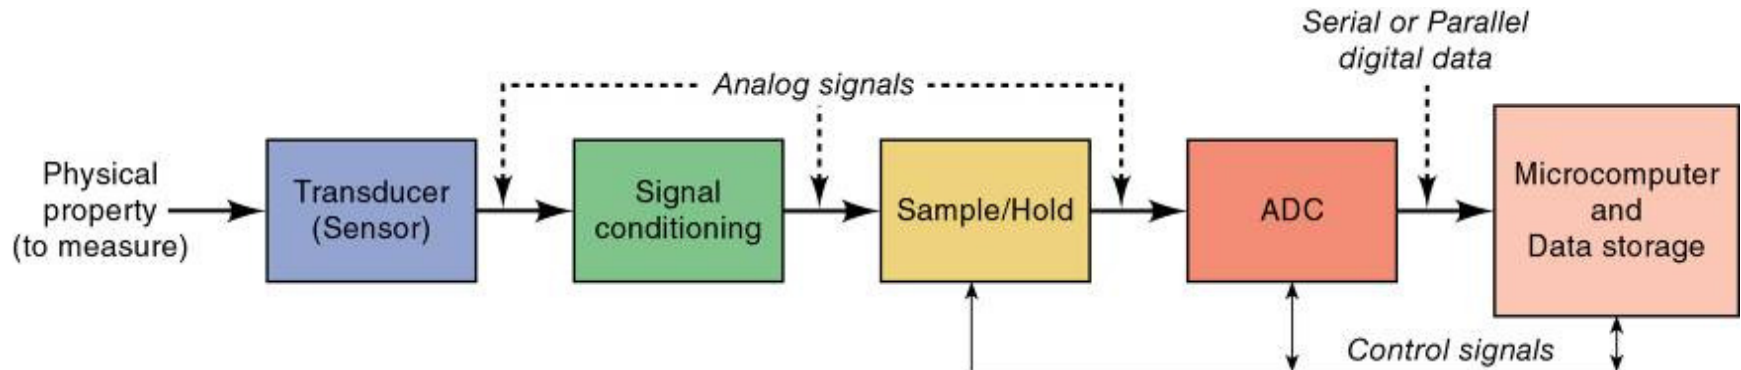 Serial or Parallel
digital data
Analog signals
Physical
property
(to measure)
Transducer
(Sensor)
Signal
conditioning
Sample/Hold
ADC
Microcomputer
and
Data storage
Control signals